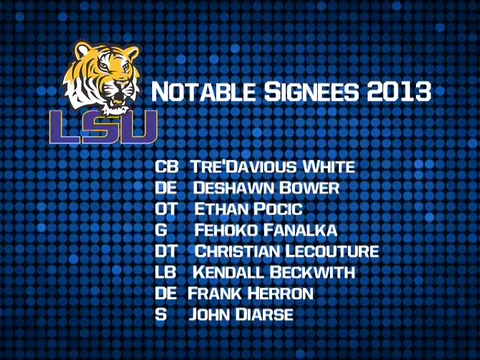 Notable Signees 2013
LSU
CB Tre'Davious White
DE Deshawn Bower
OT Ethan Pocic
G Fehoko Fanalka
DT Christian Lecouture
LB Kendall Beckwith
DE Frank Herron
S John Diarse